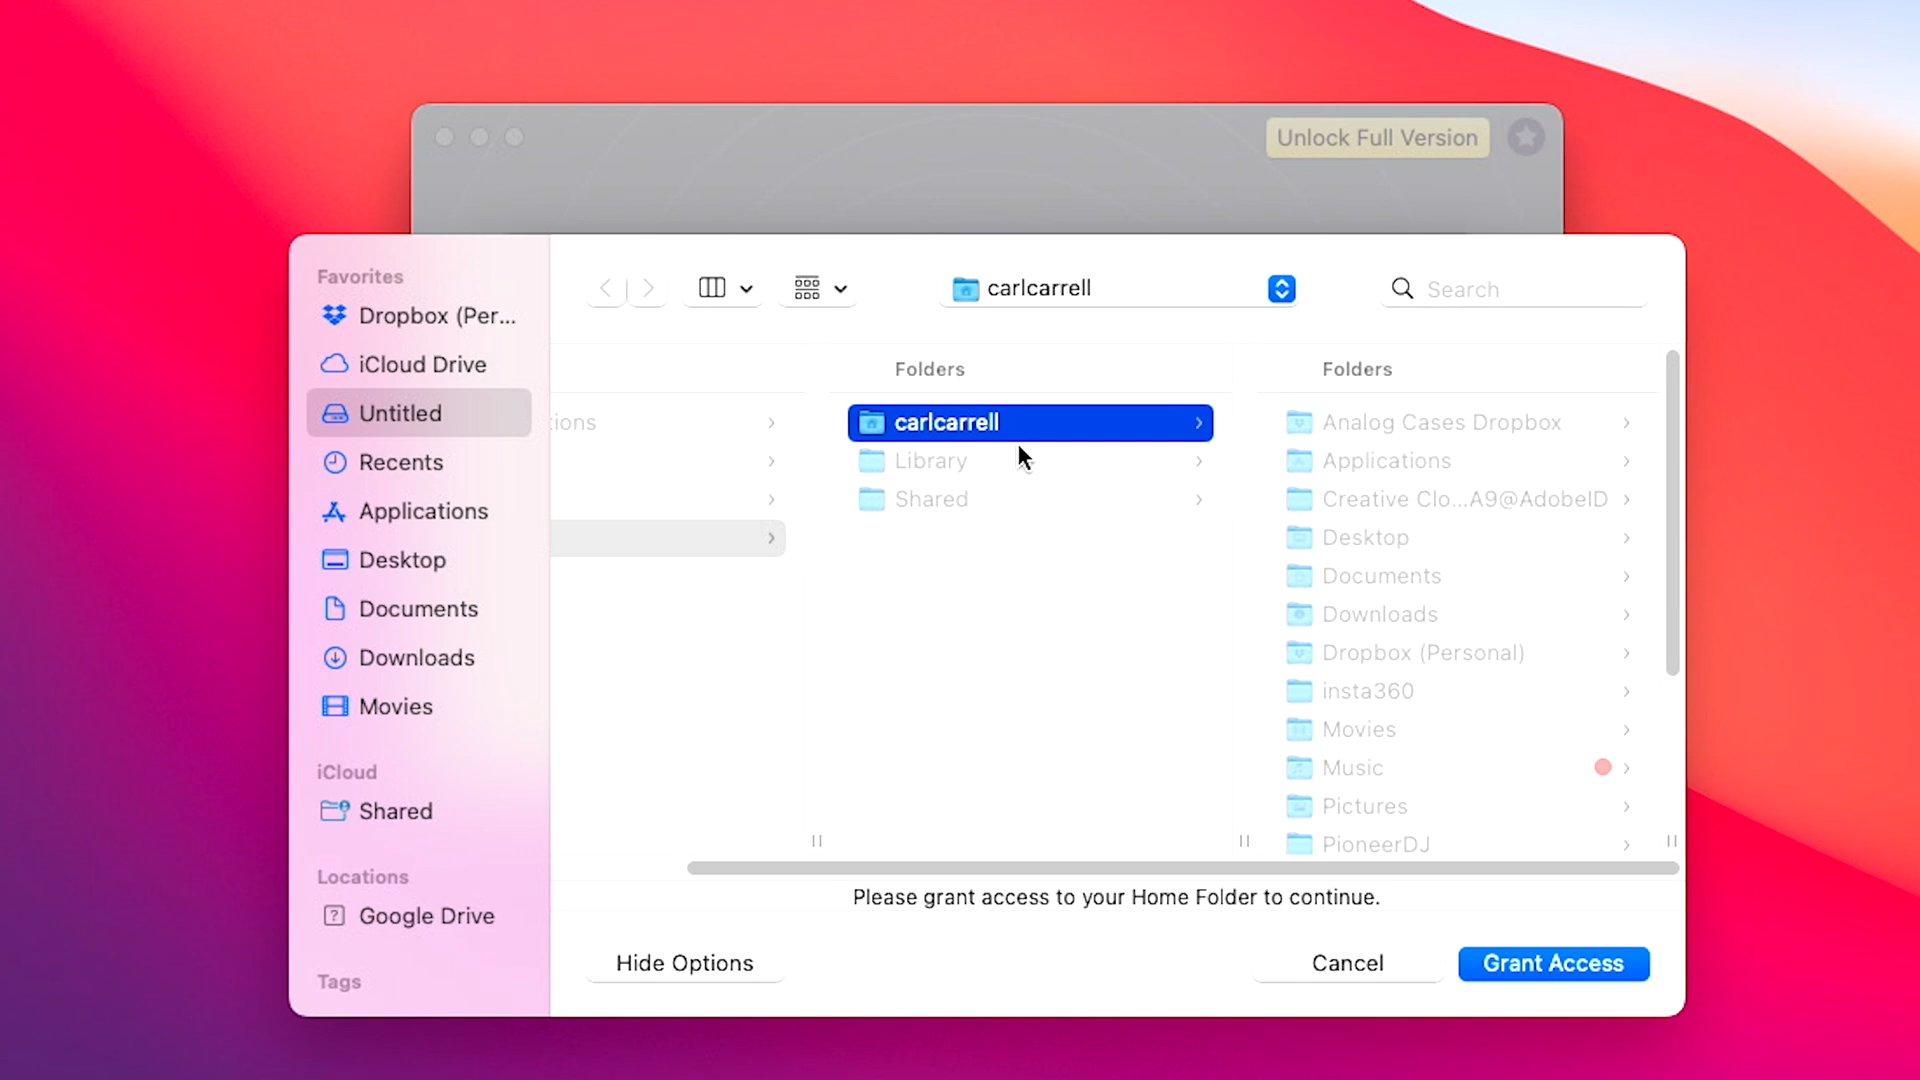 Unlock Full Version
Favorites
Dropbox (Per...
iCloud Drive
Untitled
Recents
Applications
Desktop
Documents
Downloads
Movies
iCloud
Shared
Locations
Google Drive
Tags
carlcarrell
Search
ions
Folders
carlcarrell
Library
Shared
Folders
Analog Cases Dropbox
Applications
Creative Clo...A9@AdobeID
Desktop
Documents
Downloads
Dropbox (Personal)
insta360
Movies
Music
Pictures
PioneerDJ
Please grant access to your Home Folder to continue.
Hide Options
Cancel
Grant Access